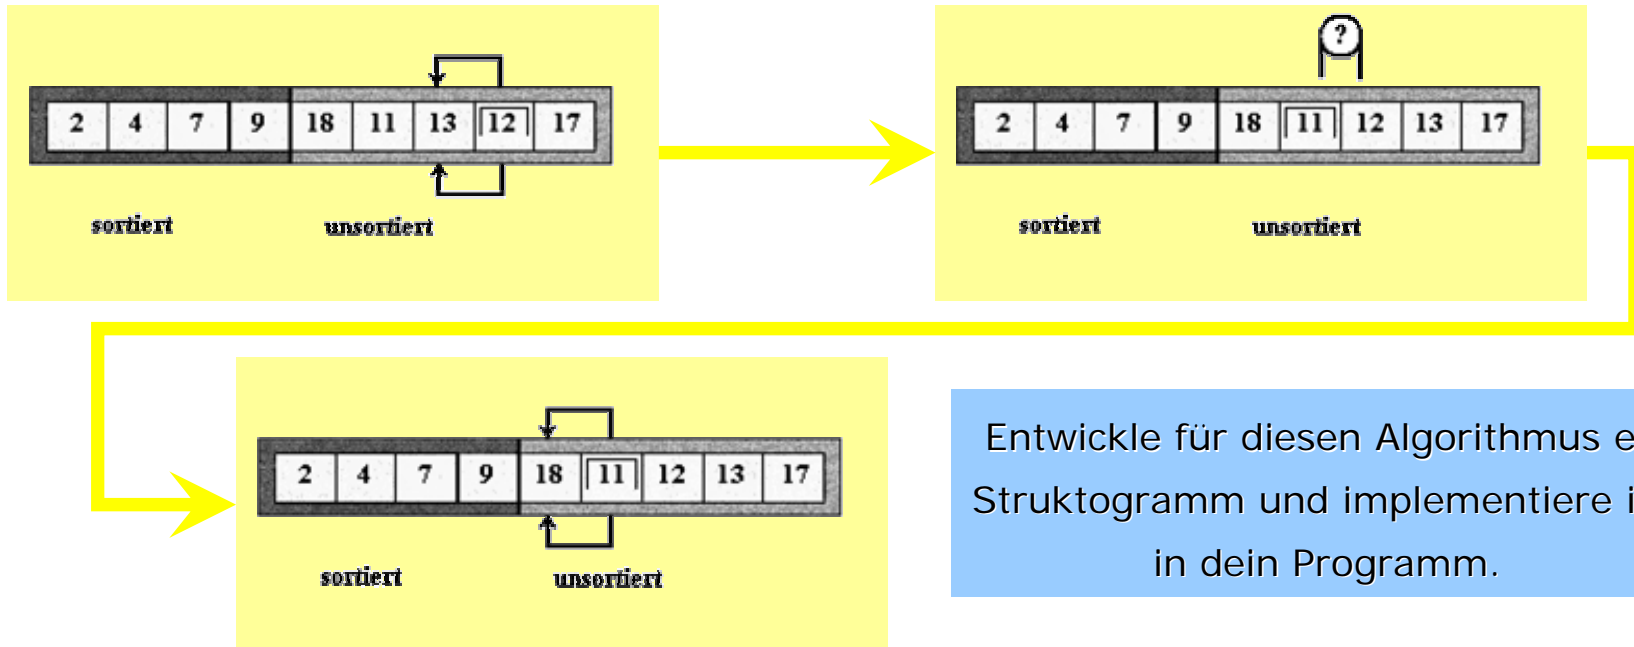 2 4 7 9 18 11 13 12 17
sortiert unsortiert
?
2 4 7 9 18 11 12 13 17
sortiert unsortiert
2 4 7 9 18 11 12 13 17
sortiert unsortiert
Entwickle für diesen Algorithmus e
Struktogramm und implementiere i
in dein Programm.